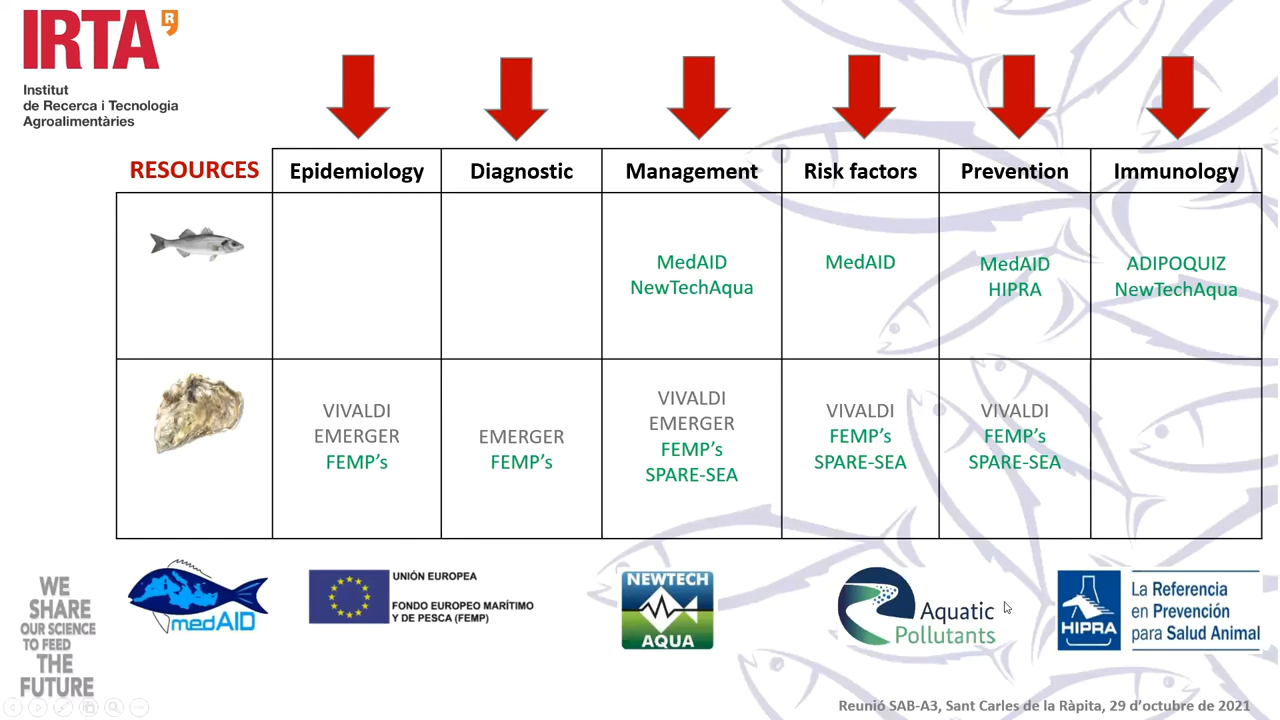 IRTA
R
Institut
de Recerca i Tecnologia
Agroalimentàries
RESOURCES
Epidemiology
Diagnostic
Management
Risk factors
Prevention
Immunology
MedAID
NewTechAqua
MedAID
MedAID
HIPRA
ADIPOQUIZ
NewTechAqua
VIVALDI
EMERGER
FEMP's
EMERGER
FEMP's
VIVALDI
EMERGER
FEMP's
SPARE-SEA
VIVALDI
FEMP's
SPARE-SEA
VIVALDI
FEMP's
SPARE-SEA
WE
SHARE
OUR SCIENCE
TO FEED
THE
FUTURE
medAID
UNIÓN EUROPEA
FONDO EUROPEO MARÍTIMO
Y DE PESCA (FEMP)
NEWTECH
AQUA
Aquatic
Pollutants
HIPRA
La Referencia
en Prevención
para Salud Animal
Reunió SAB-A3, Sant Carles de la Ràpita, 29 d'octubre de 2021